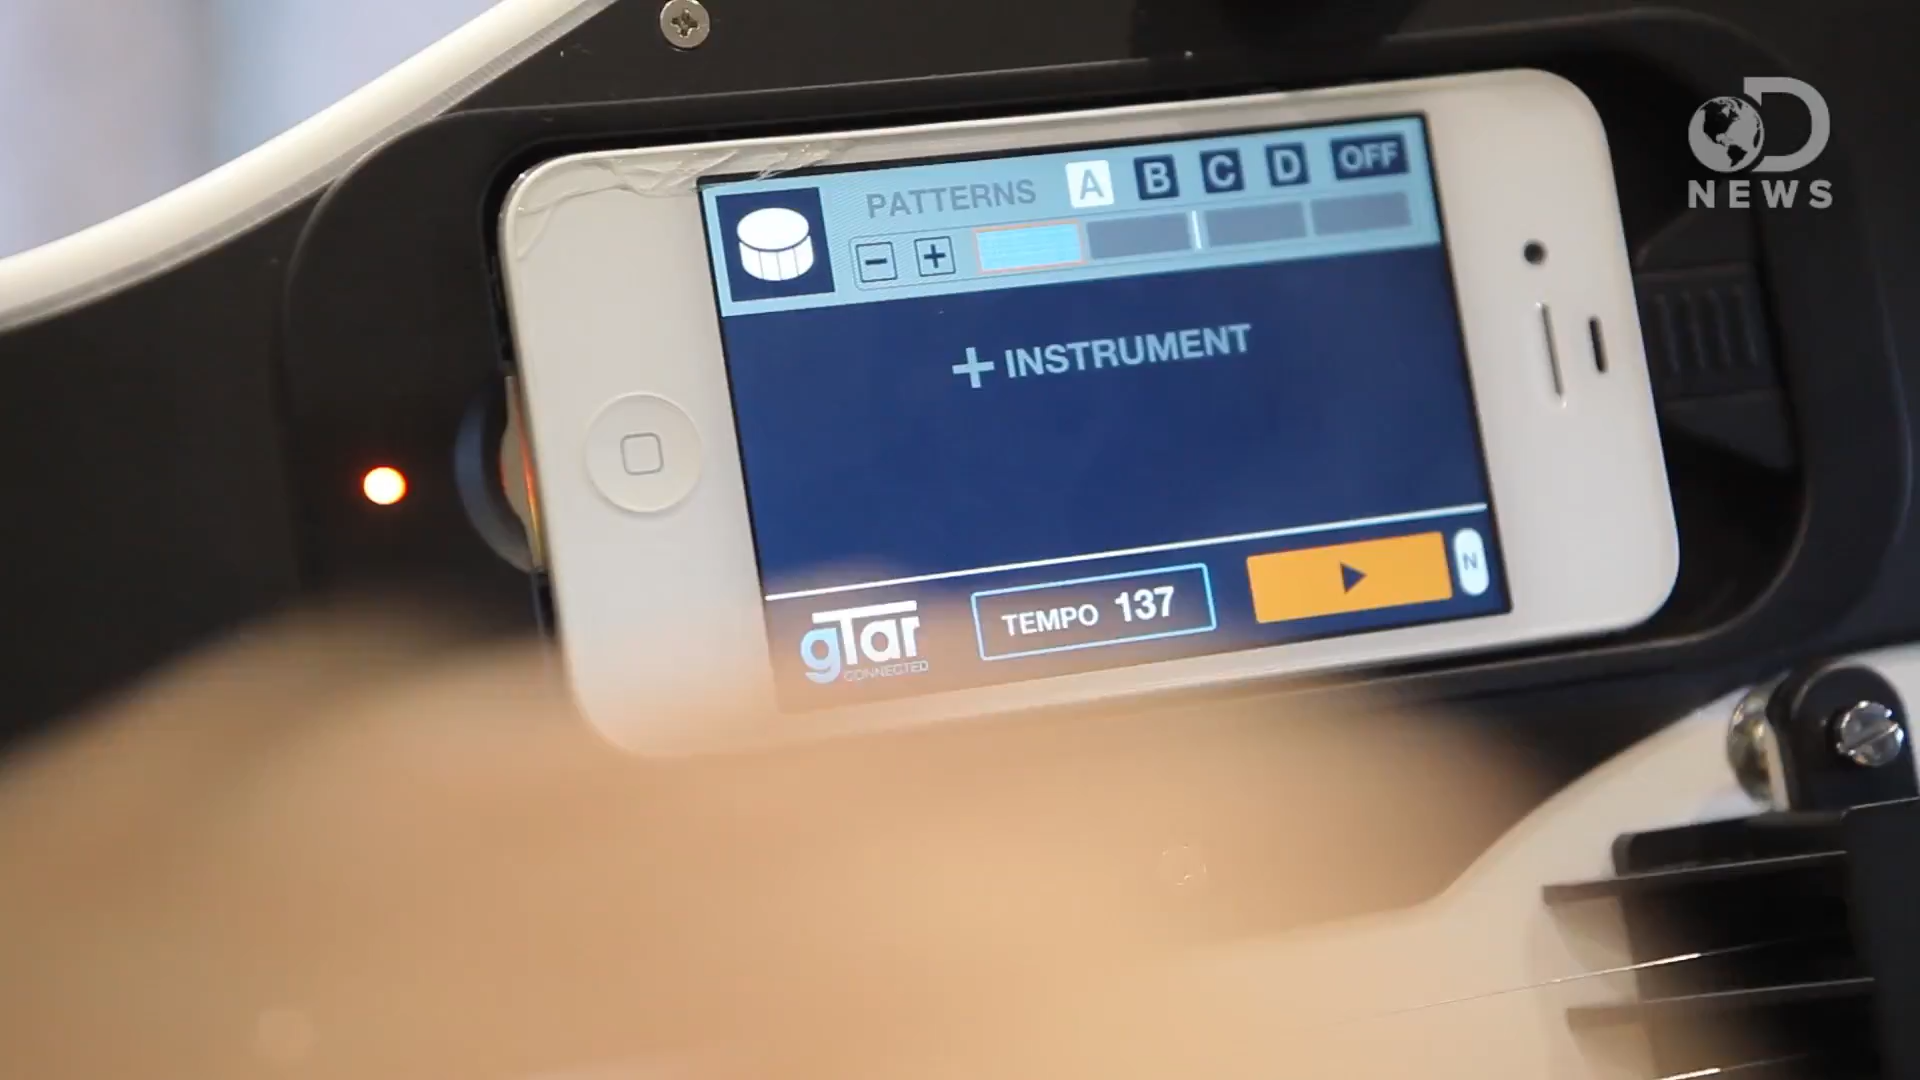 PATTERNS A B C D OFF
− +
+ INSTRUMENT
gTar
CONNECTED
TEMPO 137
N
D
NEWS